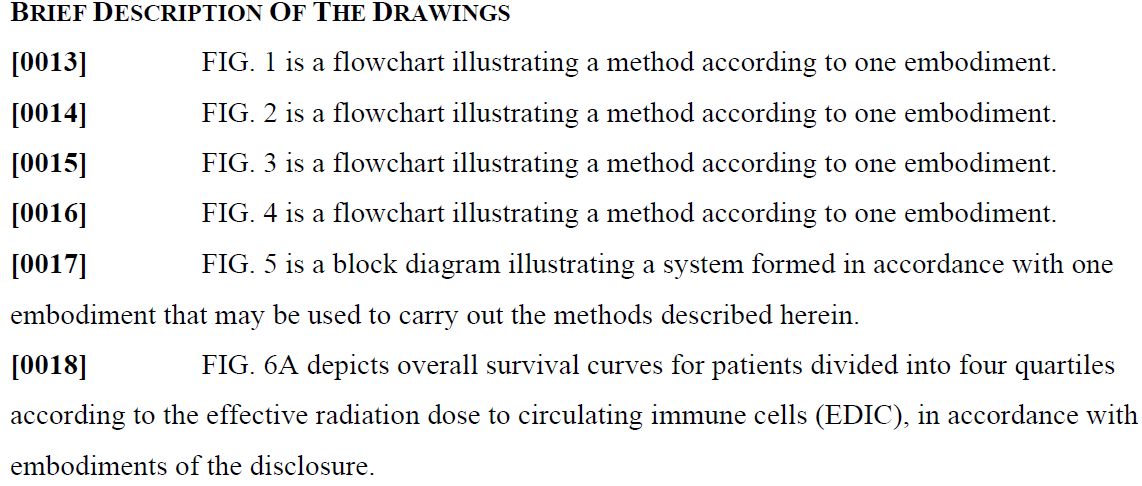 BRIEF DESCRIPTION OF THE DRAWINGS
[0013] FIG. 1 is a flowchart illustrating a method according to one embodiment.
[0014] FIG. 2 is a flowchart illustrating a method according to one embodiment.
[0015] FIG. 3 is a flowchart illustrating a method according to one embodiment.
[0016] FIG. 4 is a flowchart illustrating a method according to one embodiment.
[0017] FIG. 5 is a block diagram illustrating a system formed in accordance with one
embodiment that may be used to carry out the methods described herein.
[0018] FIG. 6A depicts overall survival curves for patients divided into four quartiles
according to the effective radiation dose to circulating immune cells (EDIC), in accordance with
embodiments of the disclosure.